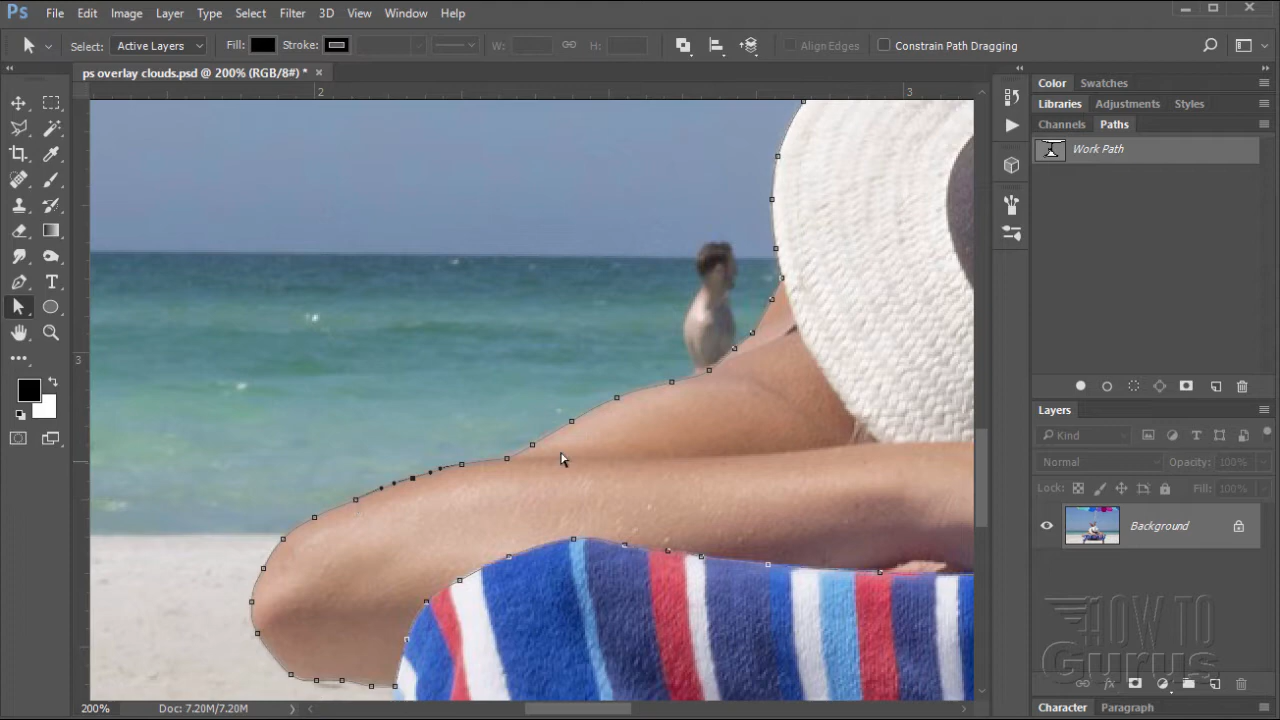 Ps File Edit Image Layer Type Select Filter 3D View Window Help
Select: Active Layers Fill: Stroke: W: H: Align Edges Constrain Path Dragging
ps overlay clouds.psd @ 200% (RGB/8#) * ×
2 3
3
Color Swatches
Libraries Adjustments Styles
Channels Paths
Work Path
Layers
Kind
Normal Opacity: 100%
Lock: Fill: 100%
Background
HOW TO
Gurus
200% Doc: 7.20M/7.20M
Character Paragraph